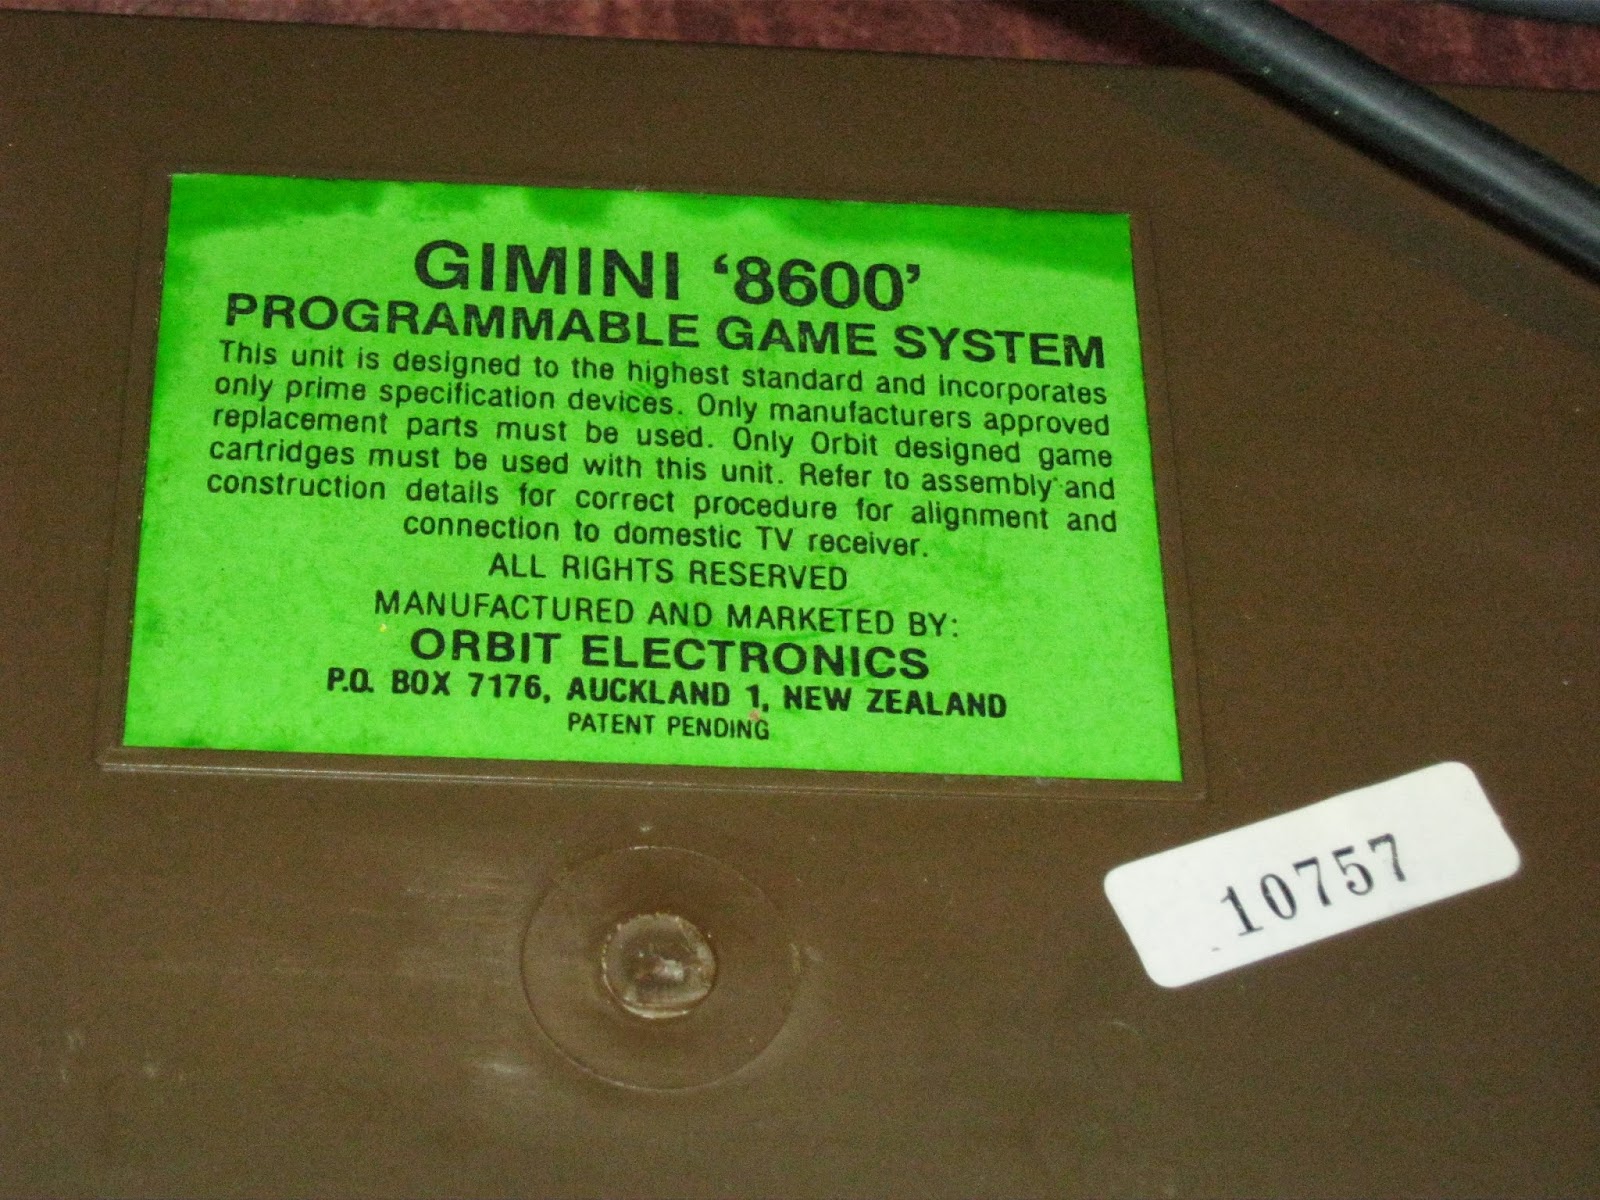 GIMINI ‘8600’
PROGRAMMABLE GAME SYSTEM
This unit is designed to the highest standard and incorporates
only prime specification devices. Only manufacturers approved
replacement parts must be used. Only Orbit designed game
cartridges must be used with this unit. Refer to assembly and
construction details for correct procedure for alignment and
connection to domestic TV receiver.
ALL RIGHTS RESERVED
MANUFACTURED AND MARKETED BY:
ORBIT ELECTRONICS
P.O. BOX 7176, AUCKLAND 1, NEW ZEALAND
PATENT PENDING
10757